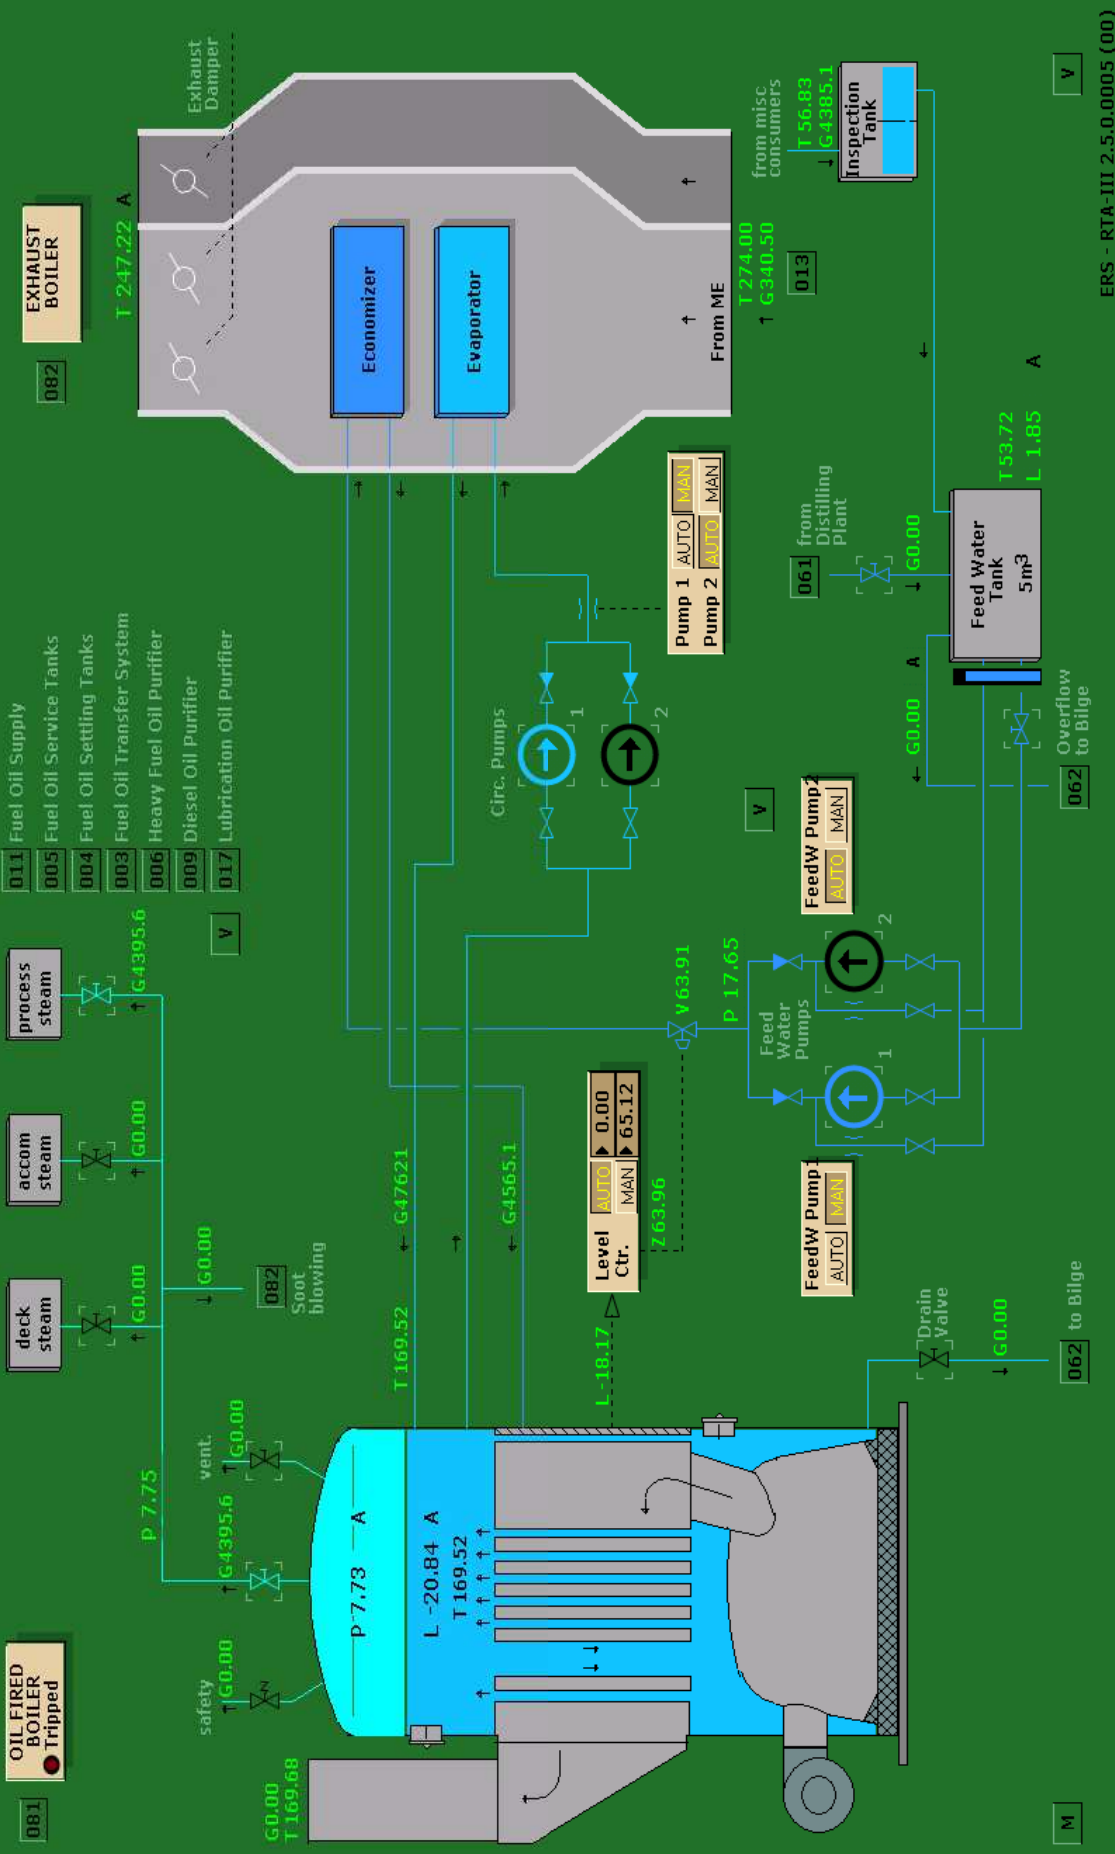 081
OIL FIRED
BOILER
Tripped
011 Fuel Oil Supply
005 Fuel Oil Service Tanks
004 Fuel Oil Settling Tanks
003 Fuel Oil Transfer System
006 Heavy Fuel Oil Purifier
009 Diesel Oil Purifier
017 Lubrication Oil Purifier
V
deck
steam
accom
steam
process
steam
G0.00
G0.00
G4395.6
G0.00
082
Soot
blowing
P 7.75
safety
G0.00
G4395.6
vent.
G0.00
G0.00
T169.68
P 7.73 A
L -20.84 A
T169.52
T169.52
G47621
G4565.1
L -18.17
Level
Ctr.
AUTO 0.00
MAN 65.12
Z 63.96
V 63.91
P 17.65
082
EXHAUST
BOILER
T 247.22 A
Exhaust
Damper
Economizer
Evaporator
From ME
T274.00
G340.50
013
Circ. Pumps
1
2
Pump 1 AUTO MAN
Pump 2 AUTO MAN
V
from misc
consumers
T 56.83
G4385.1
Inspection
Tank
061
from
Distilling
Plant
G0.00
Feed Water
Tank
5m3
T53.72
L 1.85 A
G0.00 A
Overflow
to Bilge
062
Feed
Water
Pumps
1
2
FeedW Pump1
AUTO MAN
FeedW Pump2
AUTO MAN
Drain
Valve
G0.00
062 to Bilge
M
V
ERS - RTA-III 2.5.0.0005 (00)